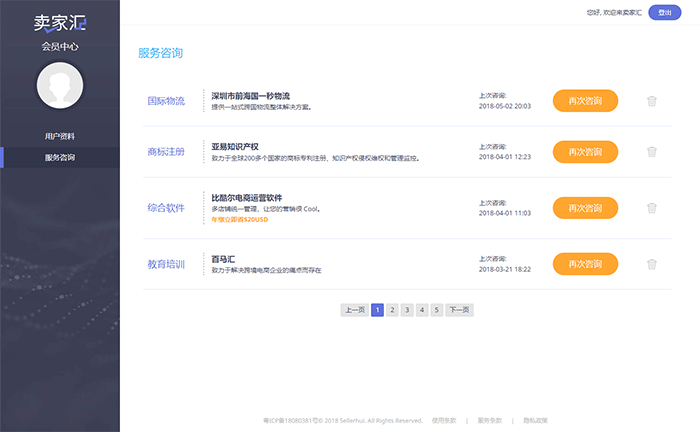 卖家汇
会员中心
用户资料
服务咨询
您好, 欢迎来卖家汇
登出
服务咨询
国际物流
深圳市前海国一秒物流
提供一站式跨国物流整体解决方案。
上次咨询:
2018-05-02 20:03
再次咨询
商标注册
亚易知识产权
致力于全球200多个国家的商标专利注册、知识产权侵权维权和管理监控。
上次咨询:
2018-04-01 12:23
再次咨询
综合软件
比酷尔电商运营软件
多店铺统一管理，让您的营销很 Cool。
年缴立即省$20USD
上次咨询:
2018-04-01 11:03
再次咨询
教育培训
百马汇
致力于解决跨境电商企业的痛点而存在
上次咨询:
2018-03-21 18:22
再次咨询
上一页 1 2 3 4 5 下一页
粤ICP备18080381号© 2018 Sellerhui. All Rights Reserved. 使用条款 | 服务条款 | 隐私政策